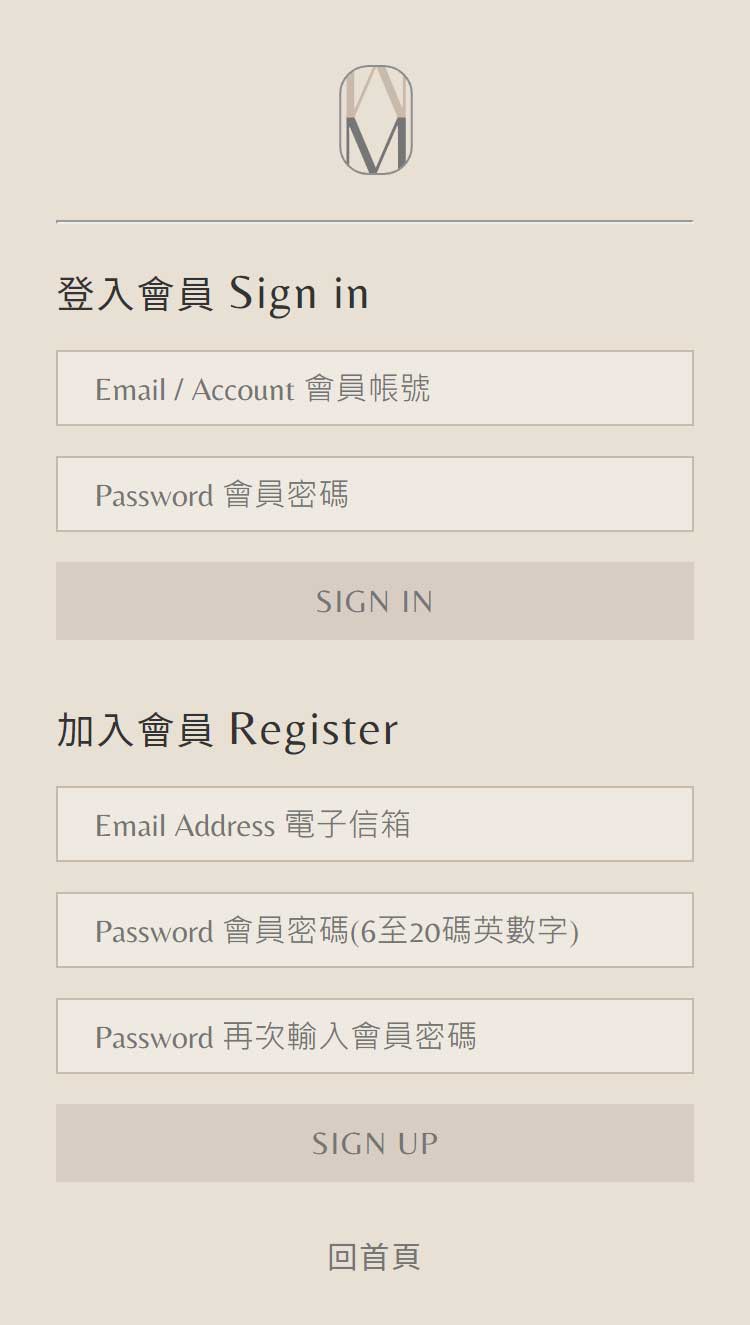 登入會員 Sign in
Email / Account 會員帳號
Password 會員密碼
SIGN IN
加入會員 Register
Email Address 電子信箱
Password 會員密碼(6至20碼英數字)
Password 再次輸入會員密碼
SIGN UP
回首頁